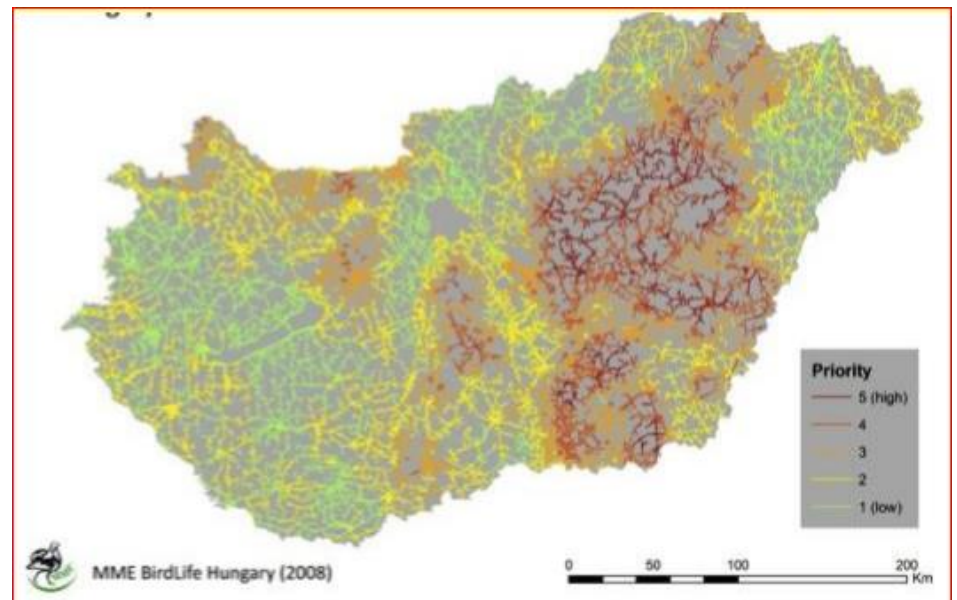 Priority
5 (high)
4
3
2
1 (low)
MME BirdLife Hungary (2008)
0 50 100 200
Km